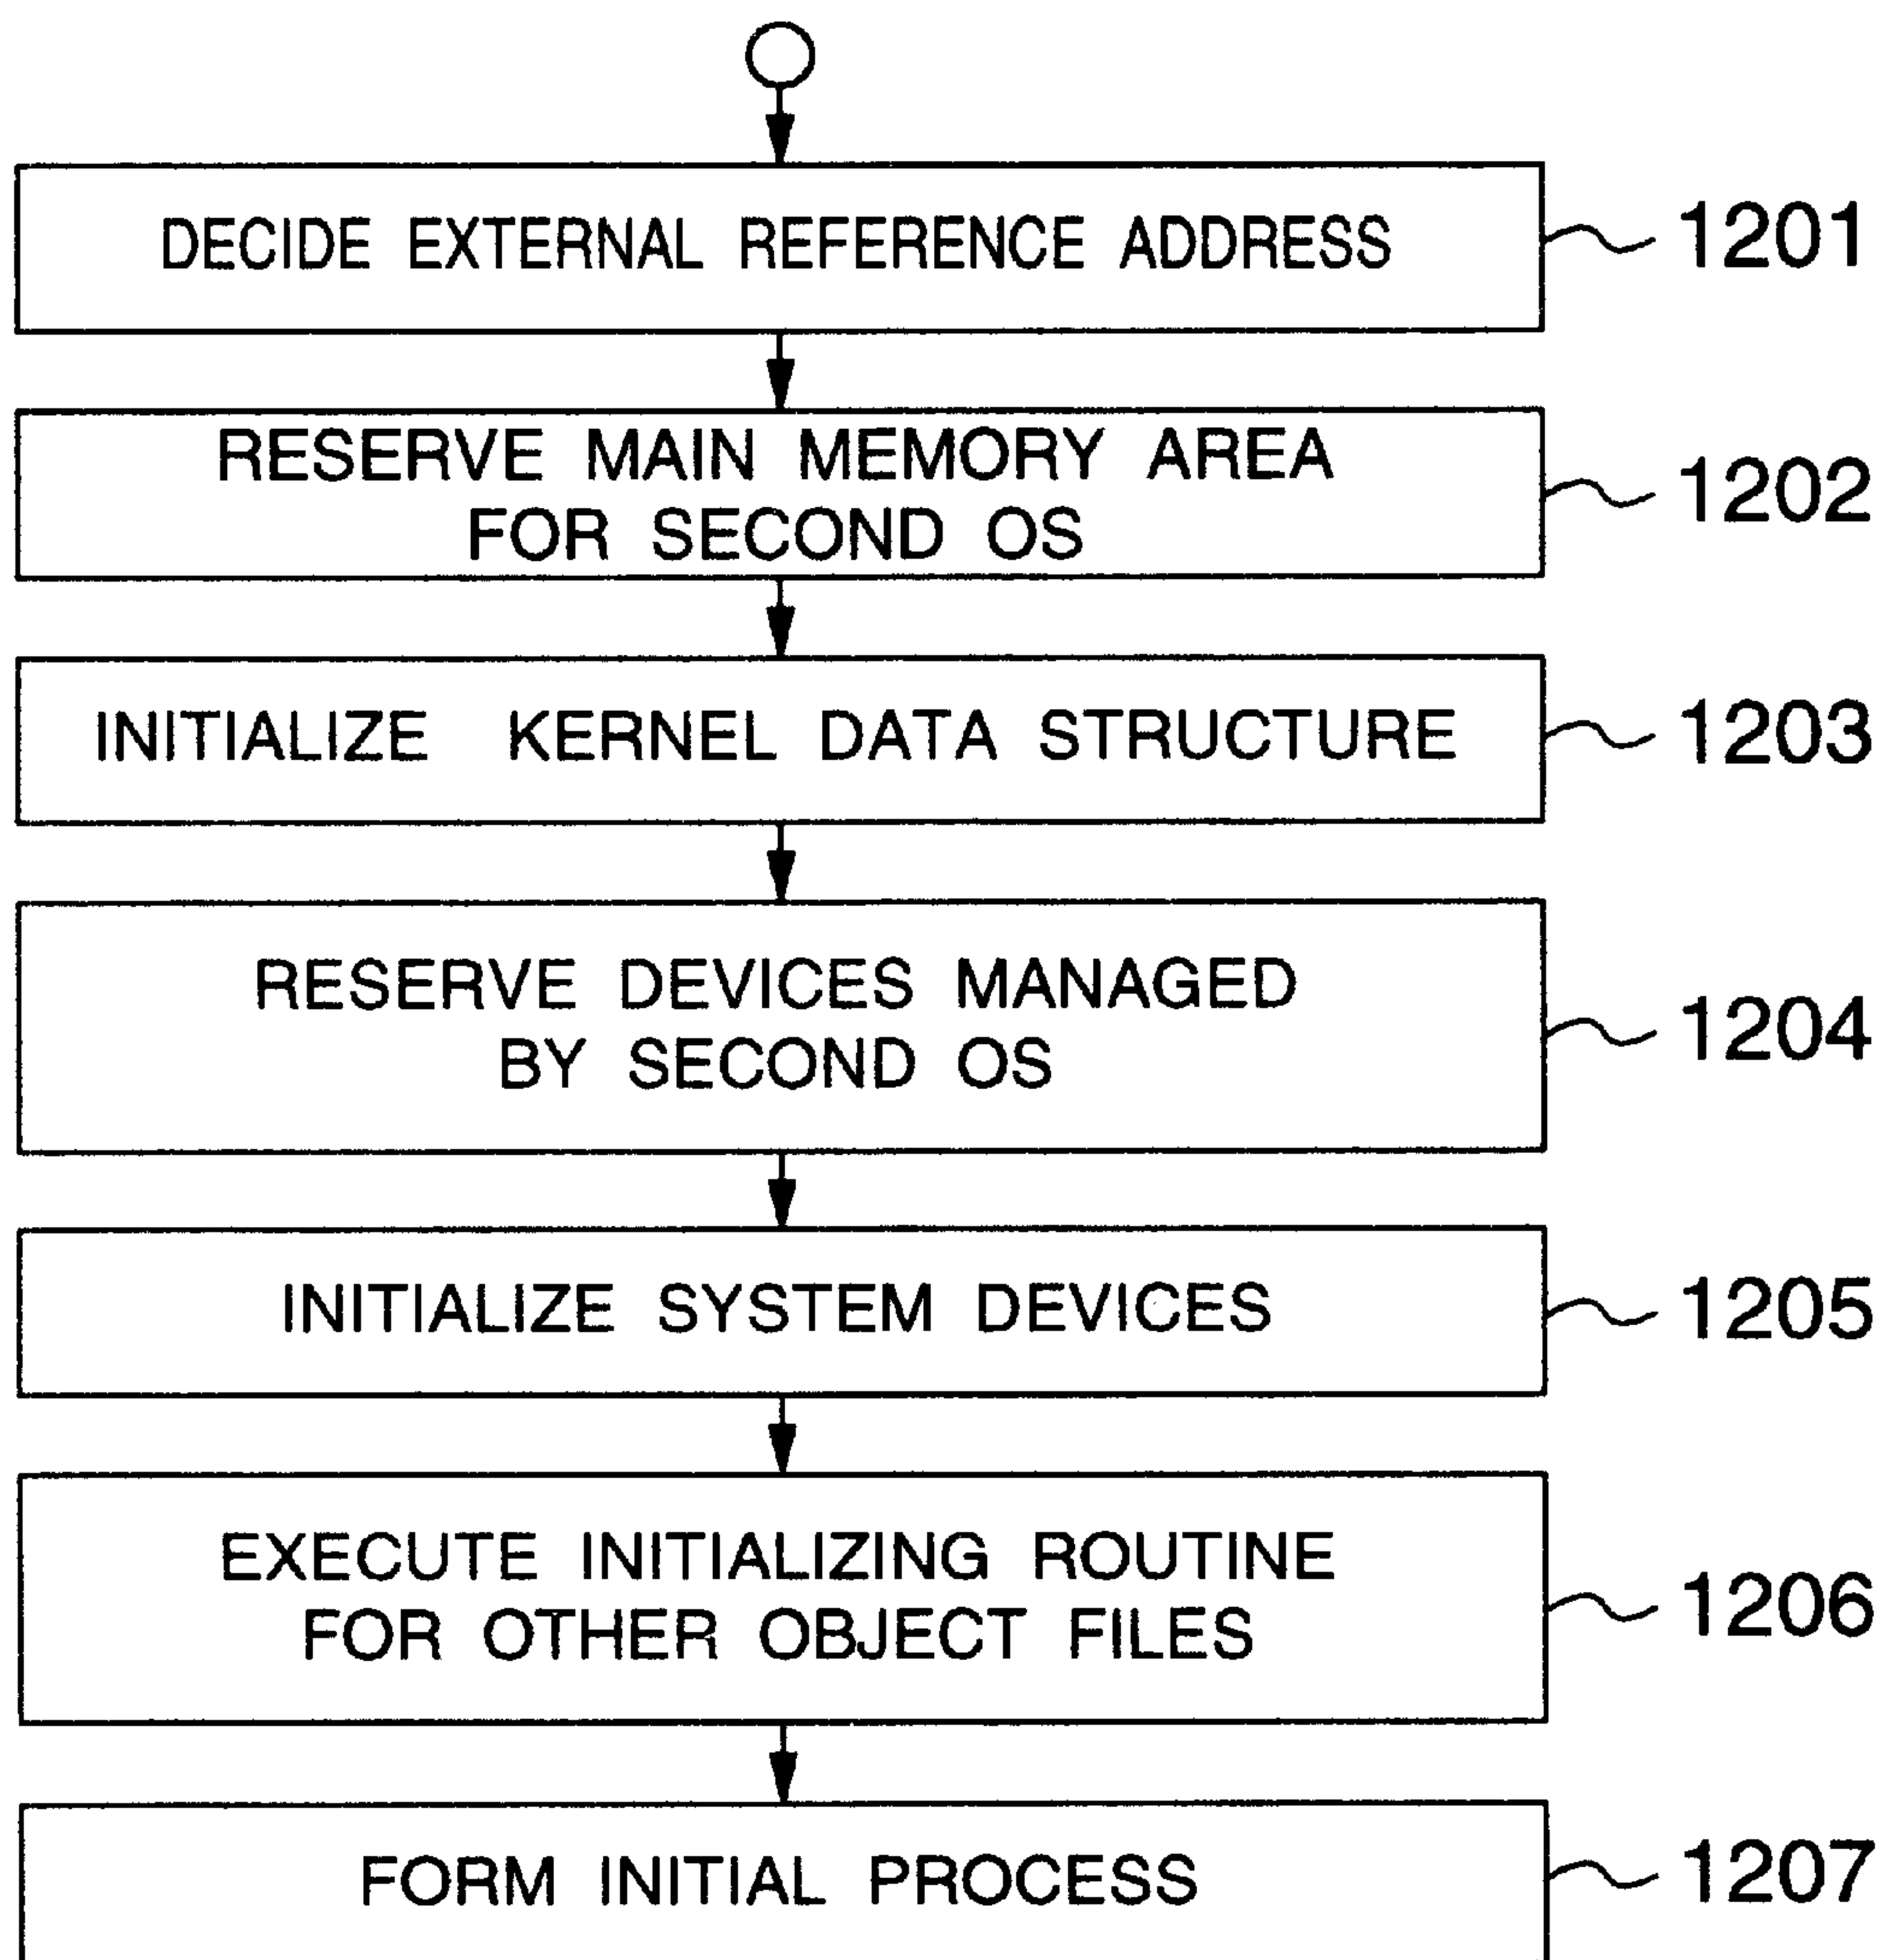 DECIDE EXTERNAL REFERENCE ADDRESS
1201
RESERVE MAIN MEMORY AREA
FOR SECOND OS
1202
INITIALIZE KERNEL DATA STRUCTURE
1203
RESERVE DEVICES MANAGED
BY SECOND OS
1204
INITIALIZE SYSTEM DEVICES
1205
EXECUTE INITIALIZING ROUTINE
FOR OTHER OBJECT FILES
1206
FORM INITIAL PROCESS
1207